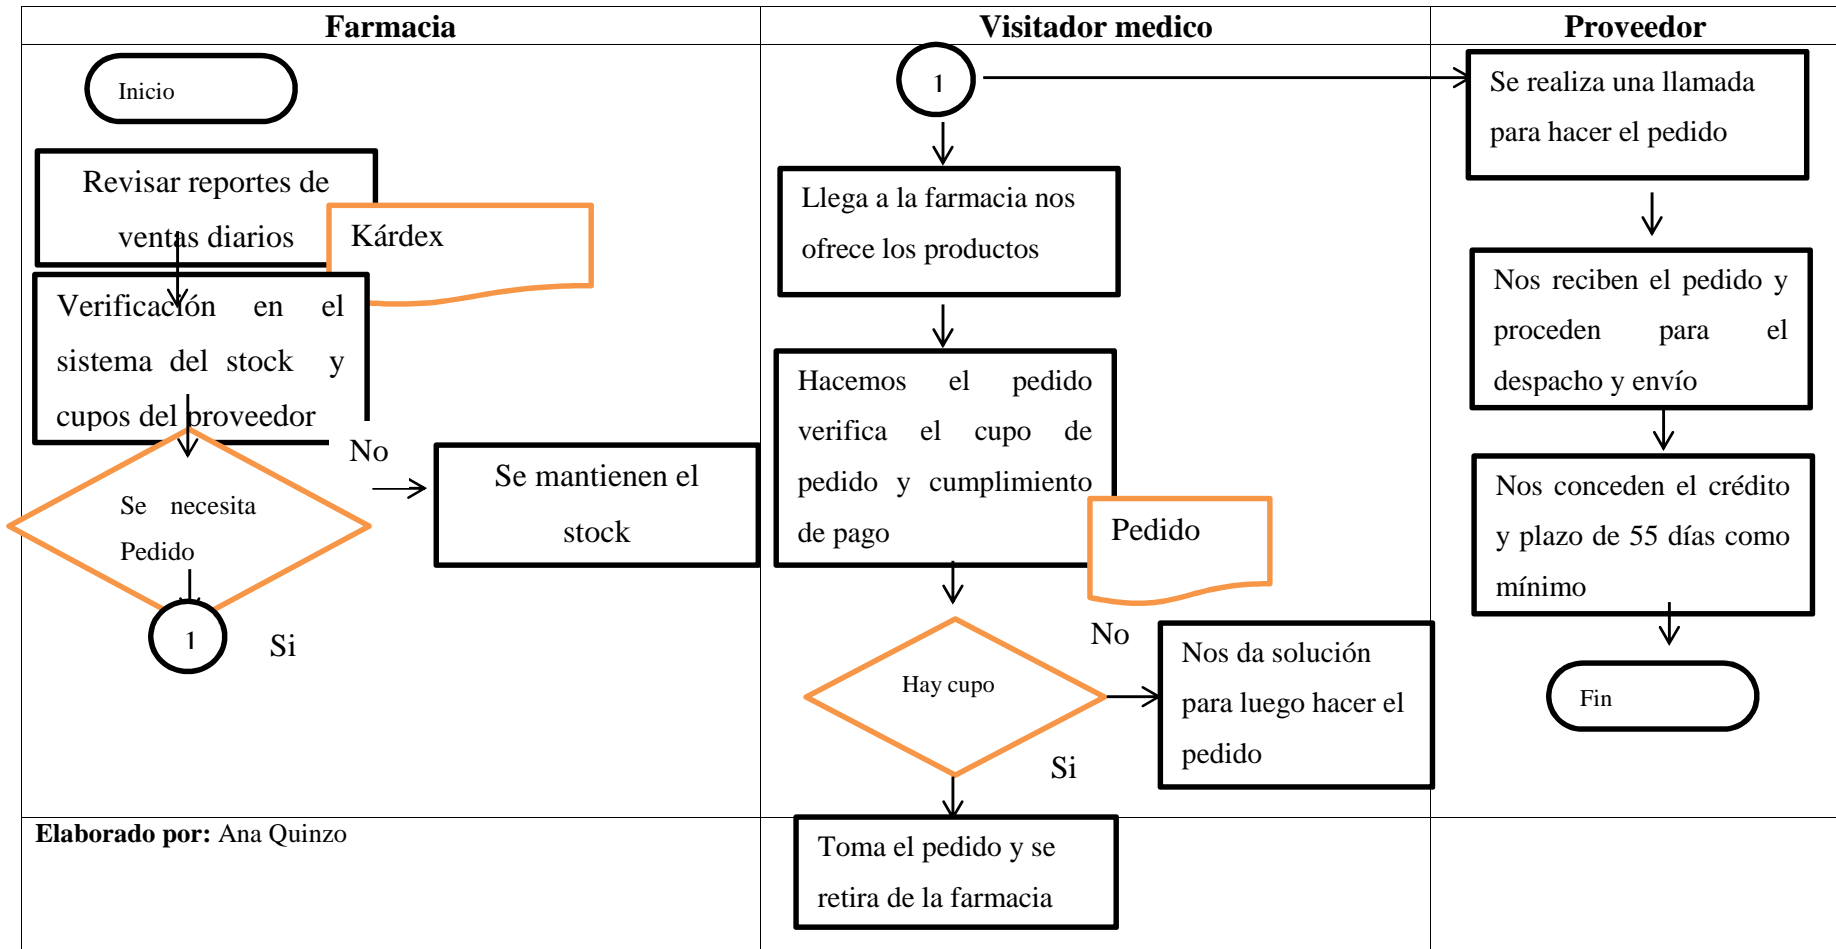 Farmacia
Visitador medico
Proveedor
Inicio
Revisar reportes de
ventas diarios
Kárdex
Verificación en el
sistema del stock y
cupos del proveedor
No
Se mantienen el
stock
Se necesita
Pedido
1
Si
1
Llega a la farmacia nos
ofrece los productos
Hacemos el pedido
verifica el cupo de
pedido y cumplimiento
de pago
Pedido
Hay cupo
No
Nos da solución
para luego hacer el
pedido
Si
Toma el pedido y se
retira de la farmacia
Se realiza una llamada
para hacer el pedido
Nos reciben el pedido y
proceden para el
despacho y envío
Nos conceden el crédito
y plazo de 55 días como
mínimo
Fin
Elaborado por: Ana Quinzo